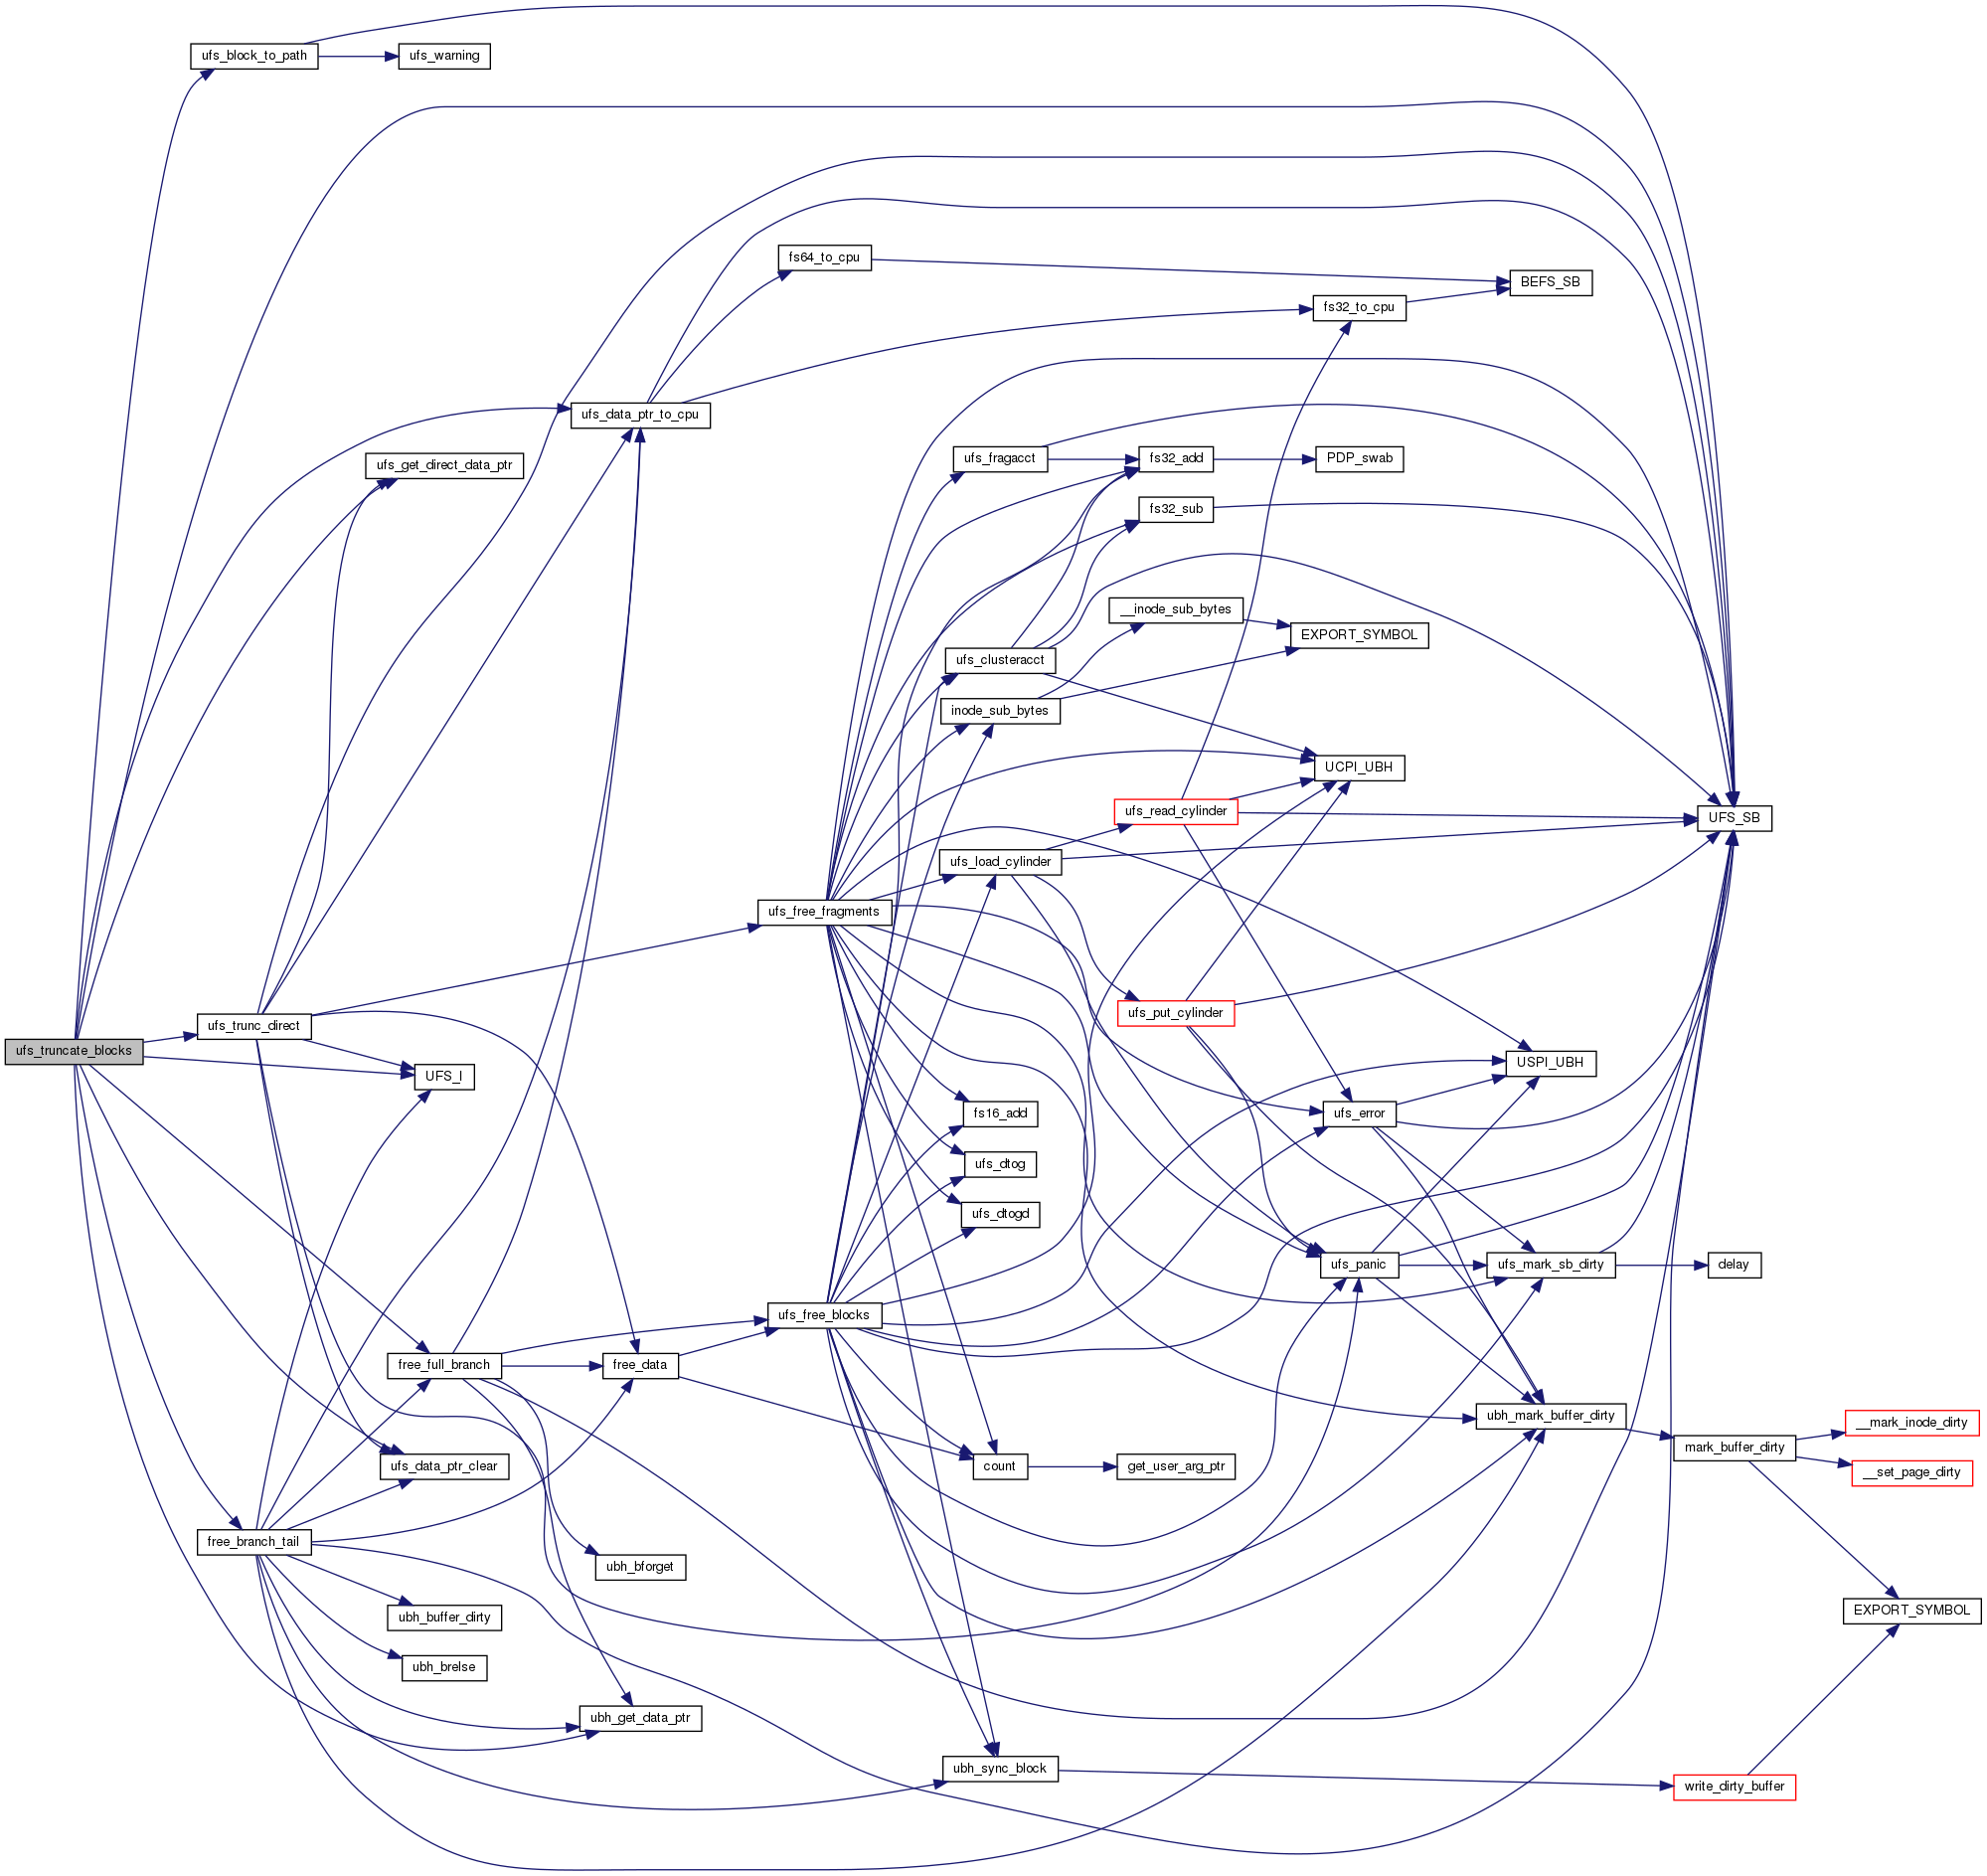 ufs_block_to_path
ufs_warning
fs64_to_cpu
BEFS_SB
fs32_to_cpu
ufs_data_ptr_to_cpu
ufs_get_direct_data_ptr
ufs_fragacct
fs32_add
PDP_swab
fs32_sub
__inode_sub_bytes
EXPORT_SYMBOL
ufs_clusteracct
inode_sub_bytes
UCPI_UBH
ufs_read_cylinder
UFS_SB
ufs_load_cylinder
ufs_free_fragments
ufs_put_cylinder
ufs_trunc_direct
ufs_truncate_blocks
USPI_UBH
UFS_I
fs16_add
ufs_error
ufs_dtog
ufs_dtogd
ufs_panic
ufs_mark_sb_dirty
delay
ufs_free_blocks
free_full_branch
free_data
ubh_mark_buffer_dirty
__mark_inode_dirty
mark_buffer_dirty
ufs_data_ptr_clear
count
get_user_arg_ptr
__set_page_dirty
free_branch_tail
ubh_bforget
ubh_buffer_dirty
EXPORT_SYMBOL
ubh_brelse
ubh_get_data_ptr
ubh_sync_block
write_dirty_buffer